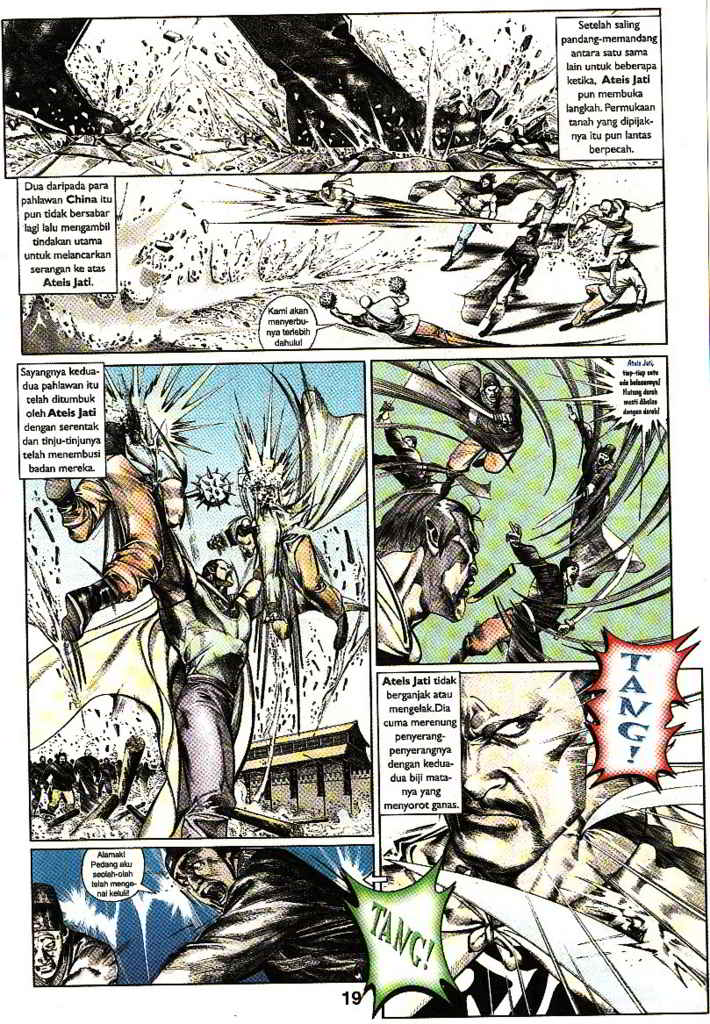 Setelah saling
pandang-memandang
antara satu sama
lain untuk beberapa
ketika, Ateis Jati
pun membuka
langkah. Permukaan
tanah yang dipijak-
nya itu pun lantas
berpecah.
Dua daripada para
pahlawan China itu
pun tidak bersabar
lagi lalu mengambil
tindakan utama
untuk melancarkan
serangan ke atas
Ateis Jati.
Kami akan
menyerbu-
nya terlebih
dahulu!
Sayangnya kedua-
dua pahlawan itu
telah ditumbuk
oleh Ateis Jati
dengan serentak
dan tinju-tinjunya
telah menembusi
badan mereka.
Ateis Jati,
tiap-tiap satu
ada balasannya!
Hutang darah
mesti dibalas
dengan darah!
Ateis Jati tidak
berganjak atau
mengelak.Dia
cuma merenung
penyerang-
penyerangnya
dengan kedua-
dua biji mata-
nya yang
menyorot ganas.
TANG!
Alamak!
Pedang aku
seolah-olah
telah menge-
nai keluli!
TANG!
19